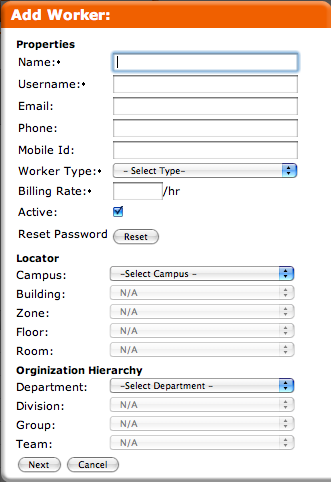 Add Worker:
Properties
Name:♦
Username:♦
Email:
Phone:
Mobile Id:
Worker Type:♦ - Select Type-
Billing Rate:♦ /hr
Active:
Reset Password Reset
Locator
Campus: -Select Campus -
Building: N/A
Zone: N/A
Floor: N/A
Room: N/A
Orginization Hierarchy
Department: -Select Department -
Division: N/A
Group: N/A
Team: N/A
Next Cancel